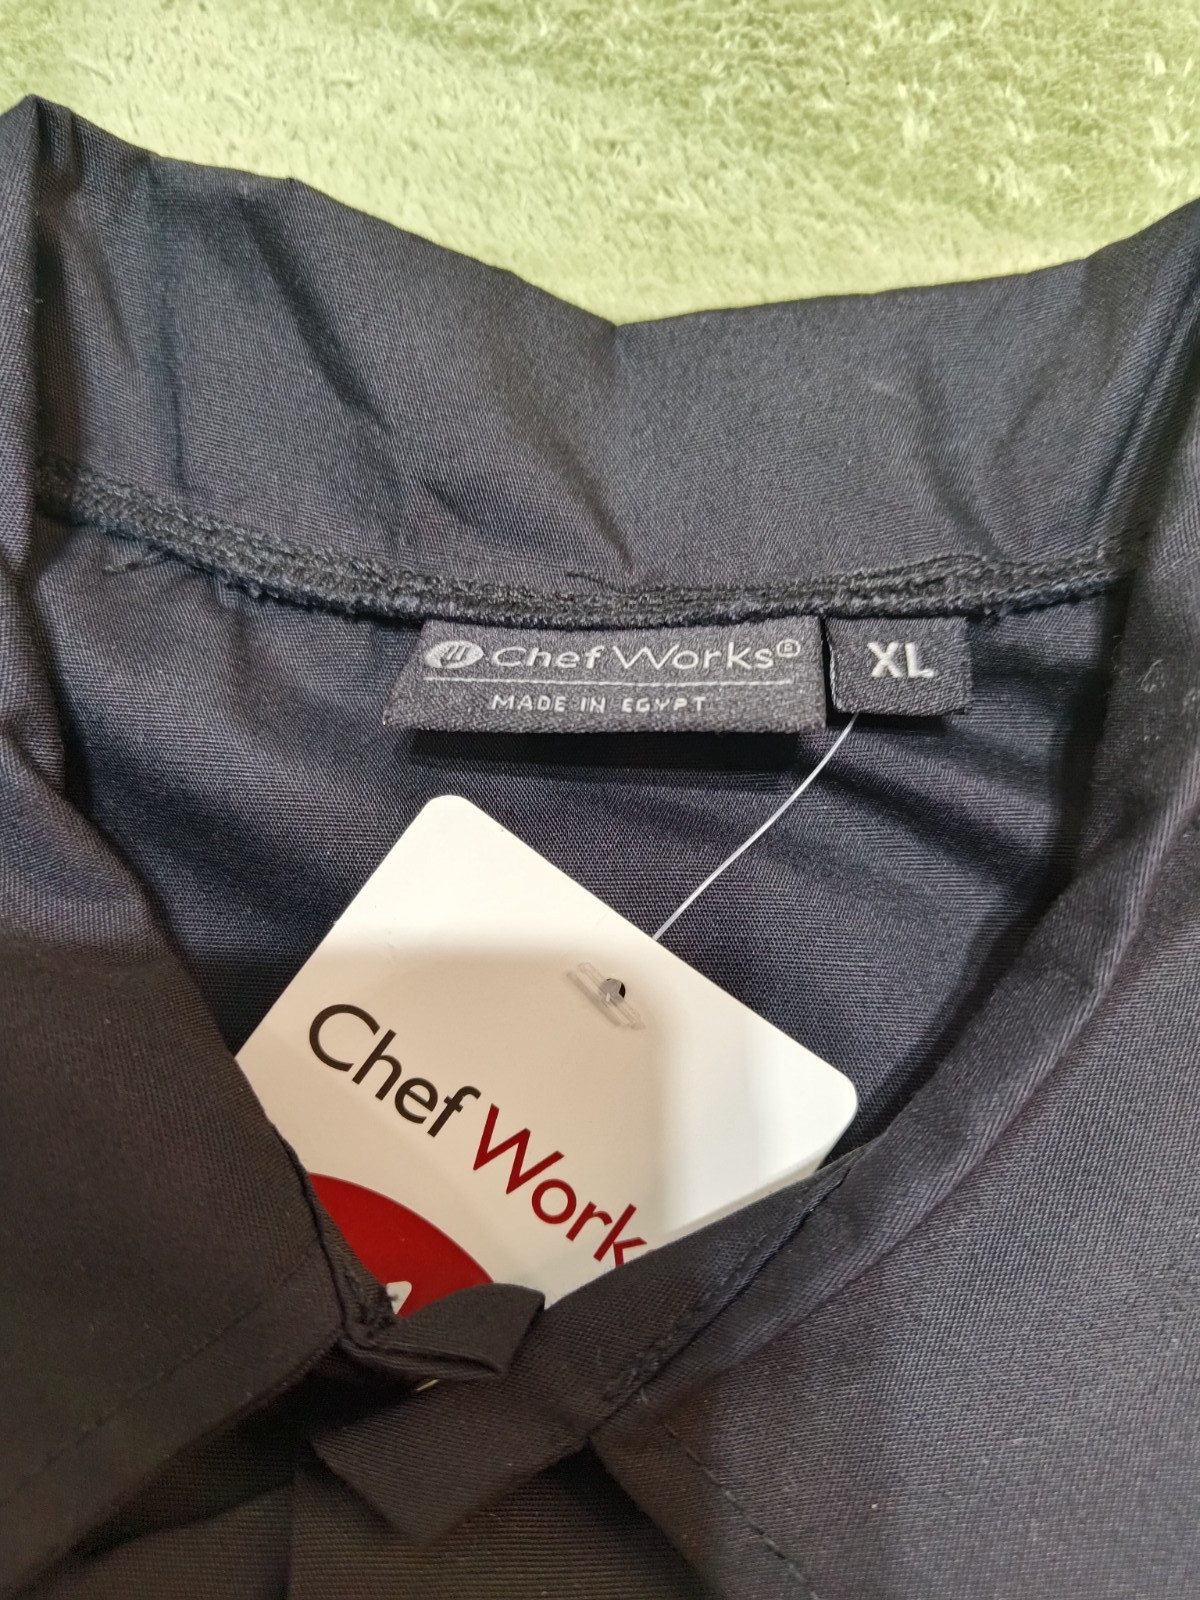 Chef Works®
MADE IN EGYPT
XL
Chef Work